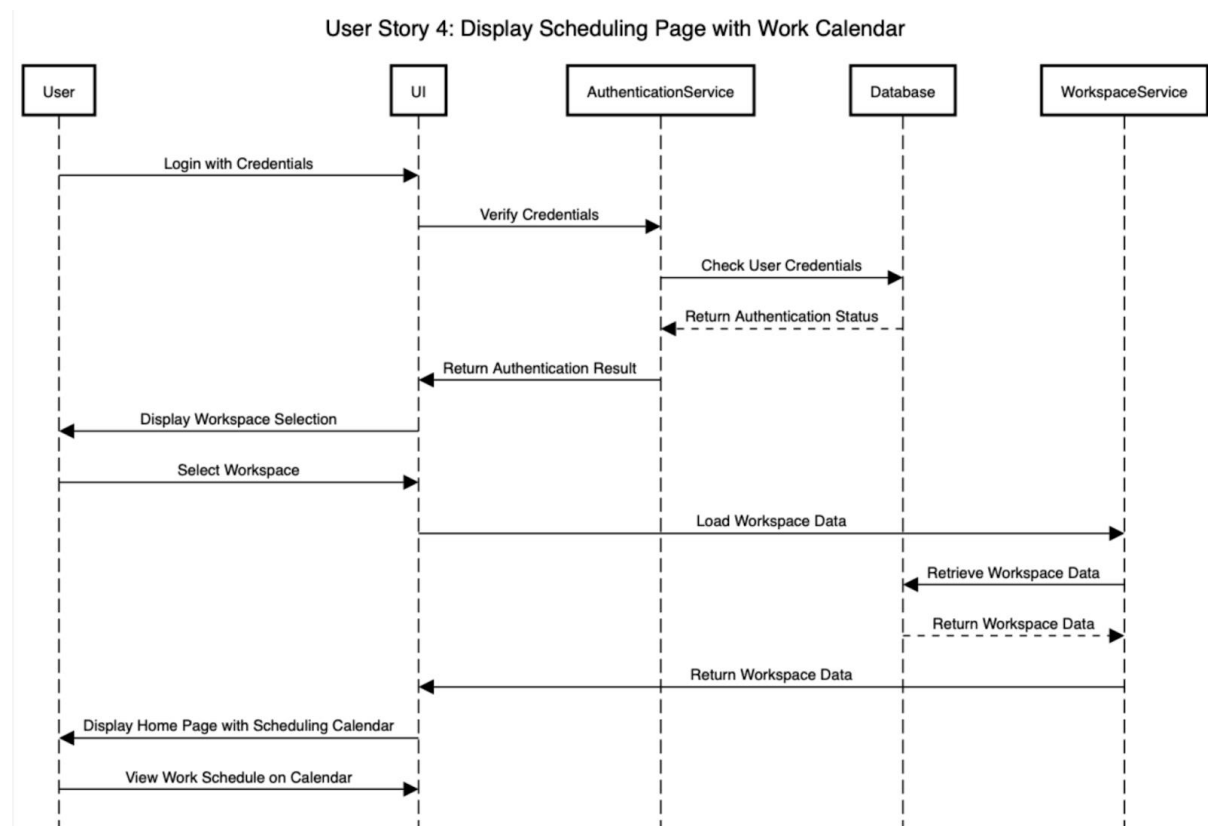 User Story 4: Display Scheduling Page with Work Calendar
User
UI
AuthenticationService
Database
WorkspaceService
Login with Credentials
Verify Credentials
Check User Credentials
Return Authentication Status
Return Authentication Result
Display Workspace Selection
Select Workspace
Load Workspace Data
Retrieve Workspace Data
Return Workspace Data
Return Workspace Data
Display Home Page with Scheduling Calendar
View Work Schedule on Calendar